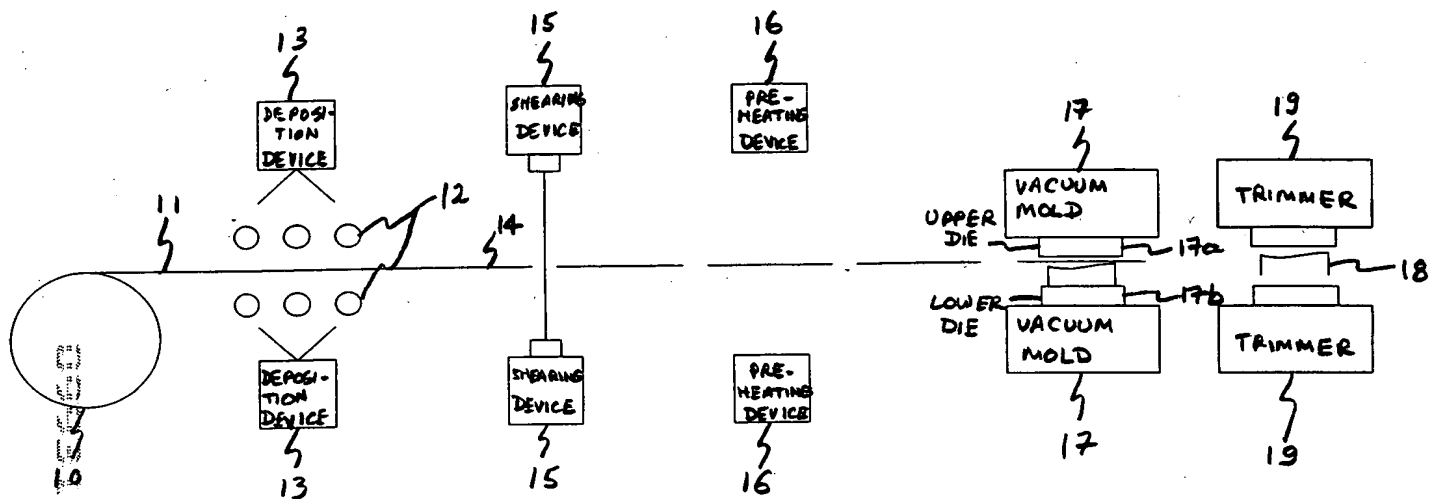 13
15
16
DEPOSI-
TION
DEVICE
SHEARING
DEVICE
PRE-
HEATING
DEVICE
17
19
11
12
14
VACUUM
MOLD
TRIMMER
UPPER
DIE
17a
18
LOWER
DIE
17b
VACUUM
MOLD
TRIMMER
DEPOSI-
TION
DEVICE
SHEARING
DEVICE
PRE-
HEATING
DEVICE
10
13
15
16
17
19